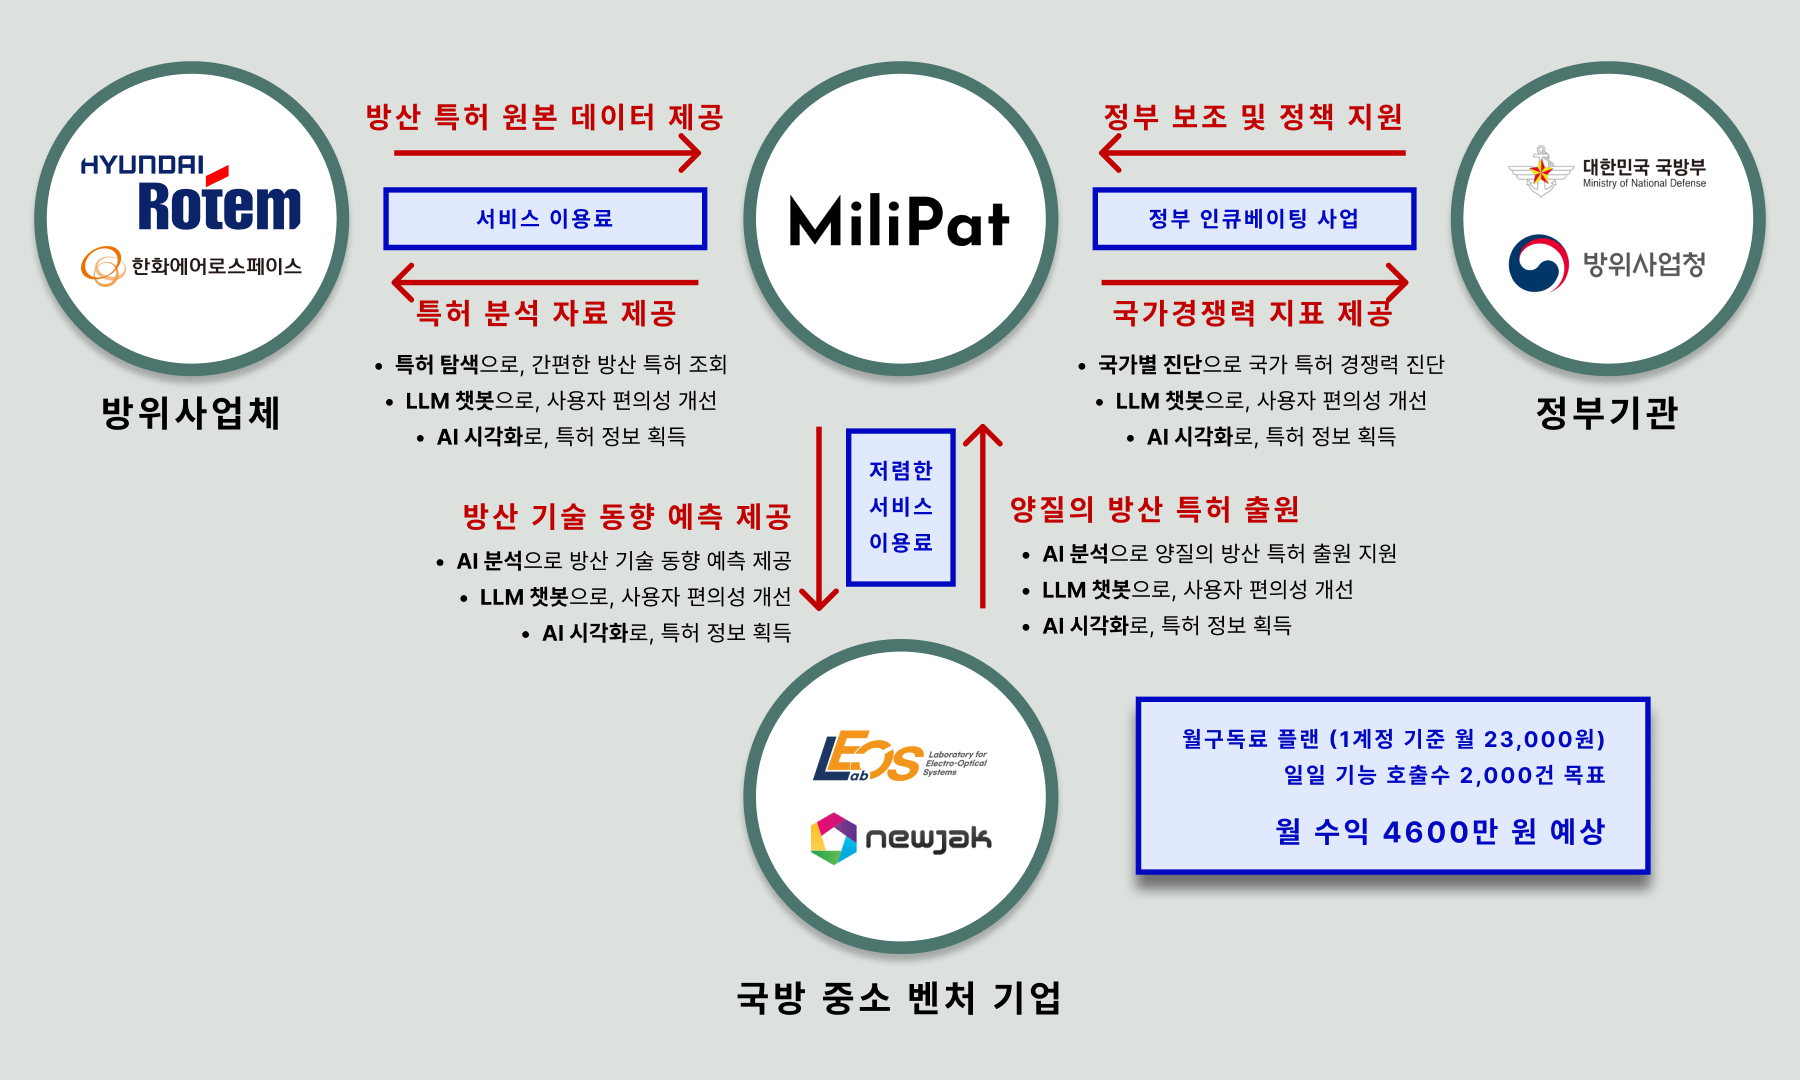 방산 특허 원본 데이터 제공
서비스 이용료
특허 분석 자료 제공
• 특허 탐색으로, 간편한 방산 특허 조회
• LLM 챗봇으로, 사용자 편의성 개선
• AI 시각화로, 특허 정보 획득
HYUNDAI
Rotem
한화에어로스페이스
방위사업체
MiliPat
정부 보조 및 정책 지원
정부 인큐베이팅 사업
국가경쟁력 지표 제공
• 국가별 진단으로 국가 특허 경쟁력 진단
• LLM 챗봇으로, 사용자 편의성 개선
• AI 시각화로, 특허 정보 획득
대한민국 국방부
Ministry of National Defense
방위사업청
정부기관
방산 기술 동향 예측 제공
• AI 분석으로 방산 기술 동향 예측 제공
• LLM 챗봇으로, 사용자 편의성 개선
• AI 시각화로, 특허 정보 획득
저렴한
서비스
이용료
양질의 방산 특허 출원
• AI 분석으로 양질의 방산 특허 출원 지원
• LLM 챗봇으로, 사용자 편의성 개선
• AI 시각화로, 특허 정보 획득
LEOS
ab
Laboratory for
Electro-Optical
Systems
newjak
국방 중소 벤처 기업
월구독료 플랜 (1계정 기준 월 23,000원)
일일 기능 호출수 2,000건 목표
월 수익 4600만 원 예상